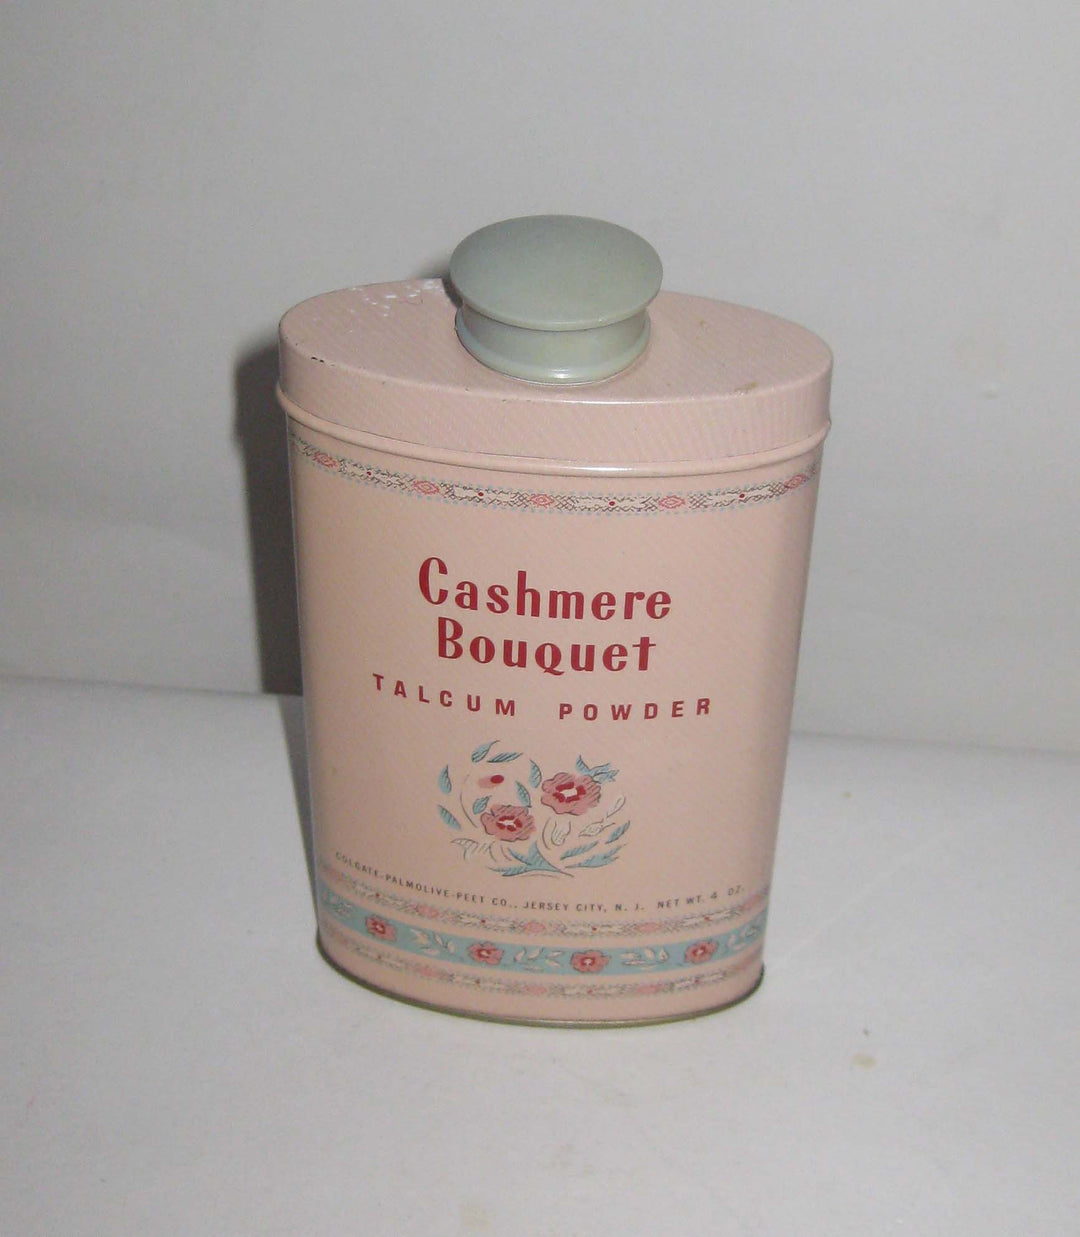 Cashmere
Bouquet
TALCUM POWDER
COLGATE-PALMOLIVE-PEET CO., JERSEY CITY, N. J. NET WT. 4 OZ.